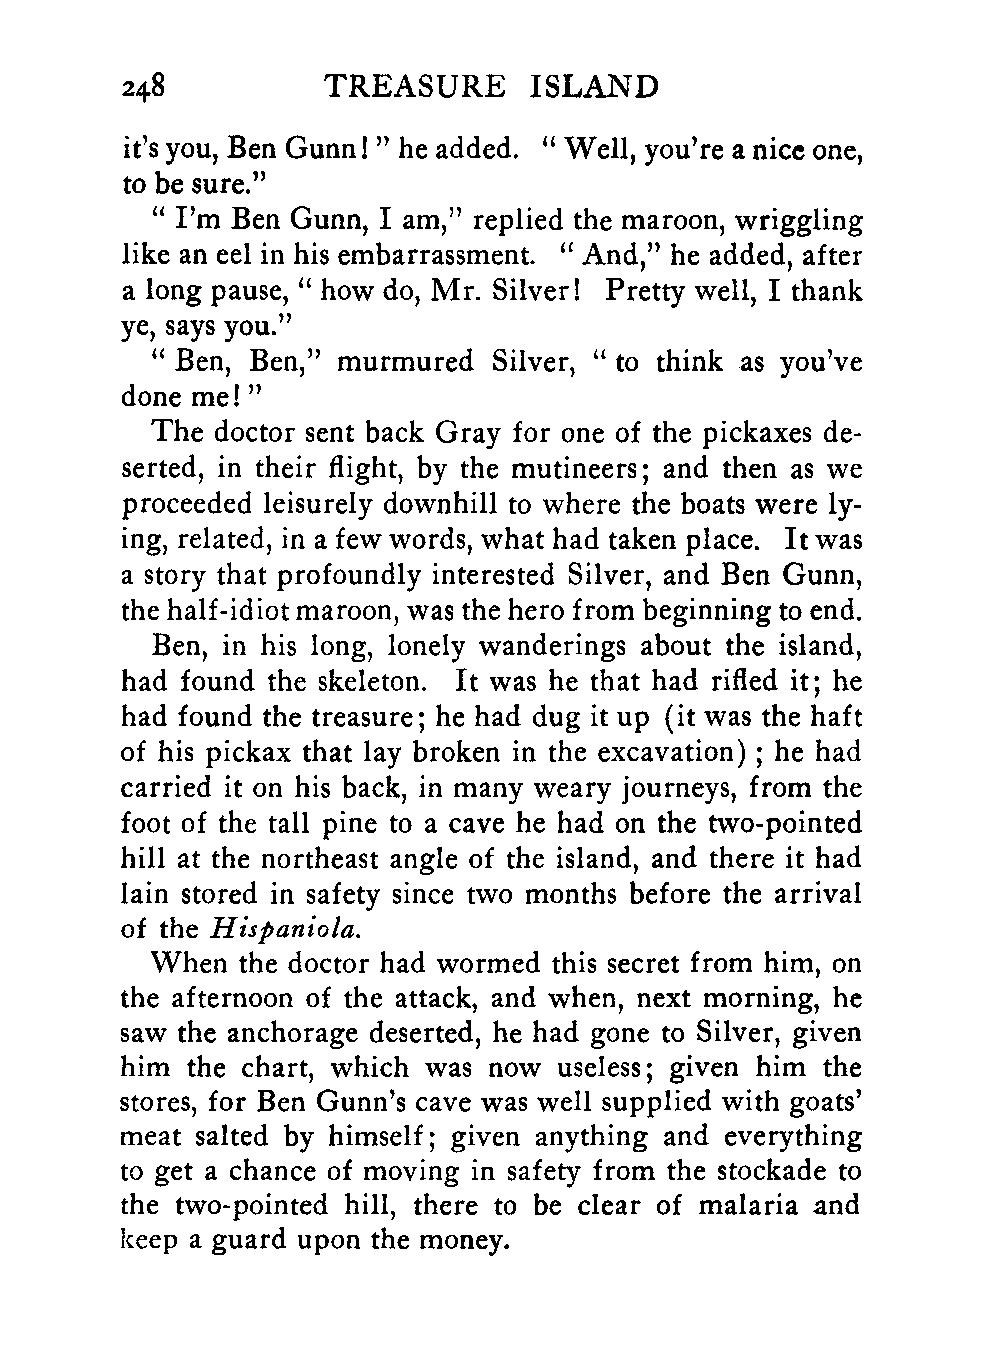 248 TREASURE ISLAND
it's you, Ben Gunn! " he added. " Well, you're a nice one,
to be sure."
" I'm Ben Gunn, I am," replied the maroon, wriggling
like an eel in his embarrassment. " And," he added, after
a long pause, " how do, Mr. Silver! Pretty well, I thank
ye, says you."
" Ben, Ben," murmured Silver, " to think as you've
done me! "
The doctor sent back Gray for one of the pickaxes de-
serted, in their flight, by the mutineers; and then as we
proceeded leisurely downhill to where the boats were ly-
ing, related, in a few words, what had taken place. It was
a story that profoundly interested Silver, and Ben Gunn,
the half-idiot maroon, was the hero from beginning to end.
Ben, in his long, lonely wanderings about the island,
had found the skeleton. It was he that had rifled it; he
had found the treasure; he had dug it up (it was the haft
of his pickax that lay broken in the excavation) ; he had
carried it on his back, in many weary journeys, from the
foot of the tall pine to a cave he had on the two-pointed
hill at the northeast angle of the island, and there it had
lain stored in safety since two months before the arrival
of the Hispaniola.
When the doctor had wormed this secret from him, on
the afternoon of the attack, and when, next morning, he
saw the anchorage deserted, he had gone to Silver, given
him the chart, which was now useless; given him the
stores, for Ben Gunn's cave was well supplied with goats'
meat salted by himself; given anything and everything
to get a chance of moving in safety from the stockade to
the two-pointed hill, there to be clear of malaria and
keep a guard upon the money.